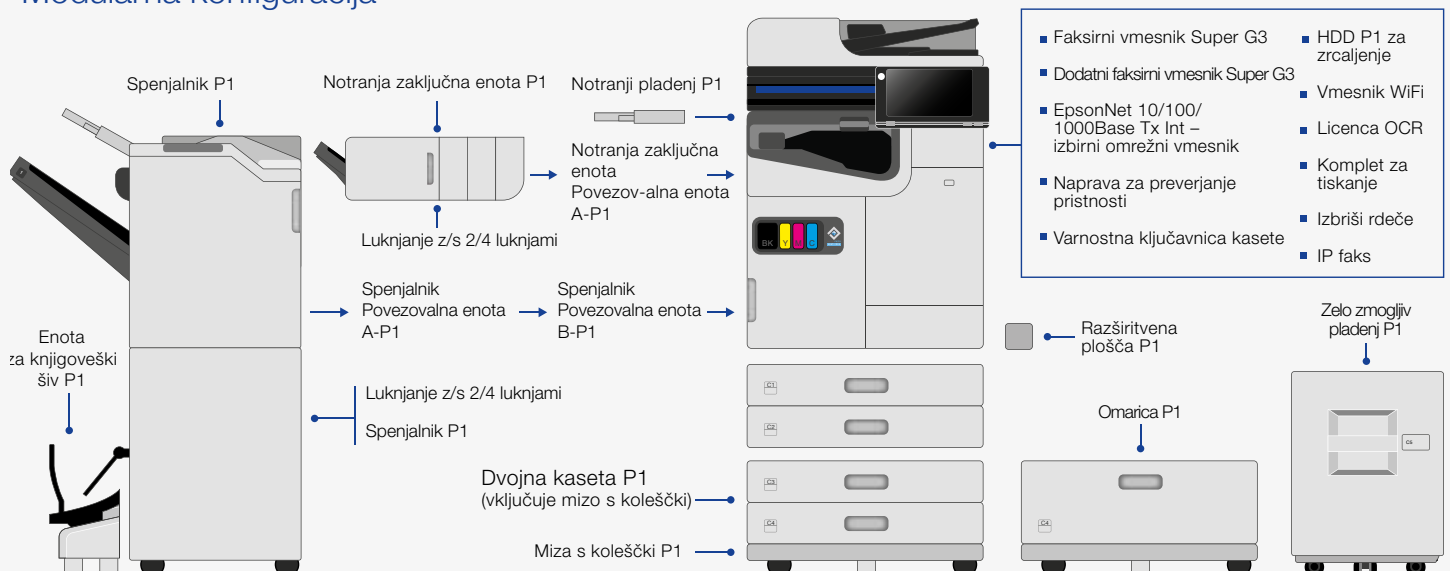 Modularna konfiguracija
Spenjalnik P1
Notranja zaključna enota P1
Notranji pladenj P1
Notranja zaključna
enota
Povezov-alna enota
A-P1
Luknjanje z/s 2/4 luknjami
Spenjalnik
Povezovalna enota
A-P1
Spenjalnik
Povezovalna enota
B-P1
Enota
za knjigoveški
šiv P1
Luknjanje z/s 2/4 luknjami
Spenjalnik P1
Dvojna kaseta P1
(vključuje mizo s koleščki)
Miza s koleščki P1
BK Y M C
C1
C2
C3
C4
Faksirni vmesnik Super G3
Dodatni faksirni vmesnik Super G3
EpsonNet 10/100/
1000Base Tx Int –
izbirni omrežni vmesnik
Naprava za preverjanje
pristnosti
Varnostna ključavnica kasete
HDD P1 za
zrcaljenje
Vmesnik WiFi
Licenca OCR
Komplet za
tiskanje
Izbriši rdeče
IP faks
Razširitvena
plošča P1
Omarica P1
C4
Zelo zmogljiv
pladenj P1
C5